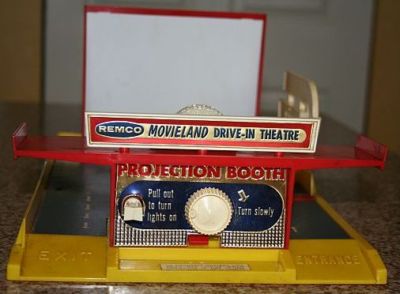 REMCO MOVIELAND DRIVE-IN THEATRE
PROJECTION BOOTH
Pull out
to turn
lights on
Turn slowly
EXIT
ENTRANCE